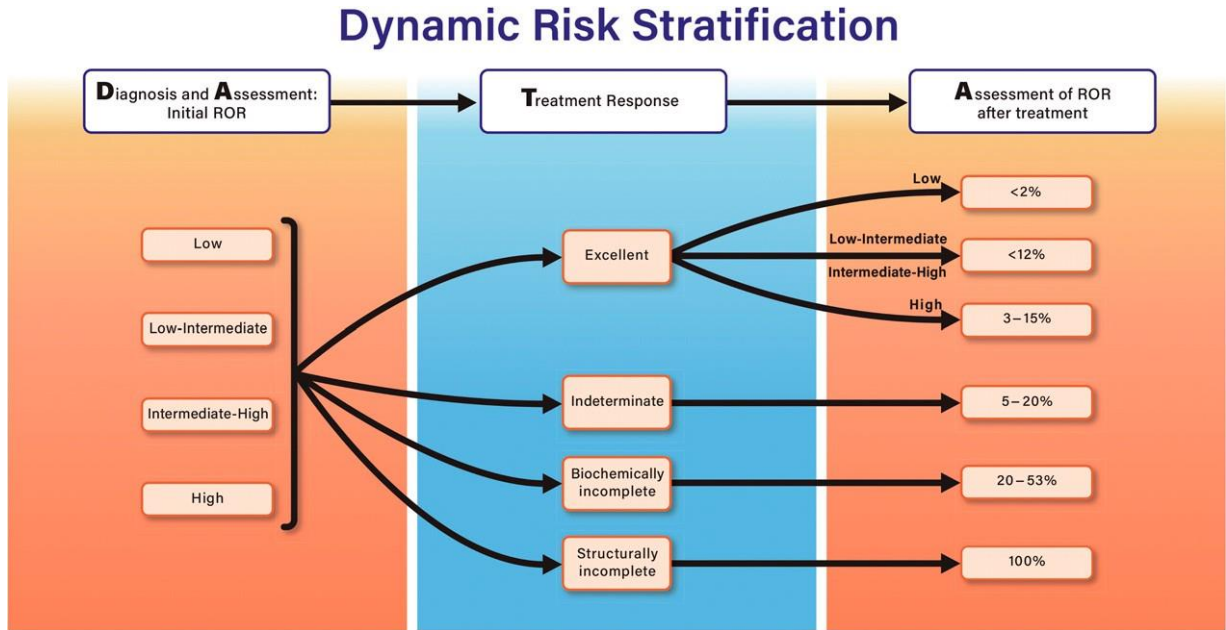 Dynamic Risk Stratification
Diagnosis and Assessment:
Initial ROR
Treatment Response
Assessment of ROR
after treatment
Low
Low-Intermediate
Intermediate-High
High
Excellent
Indeterminate
Biochemically
incomplete
Structurally
incomplete
Low
<2%
Low-Intermediate
Intermediate-High
<12%
High
3–15%
5–20%
20–53%
100%